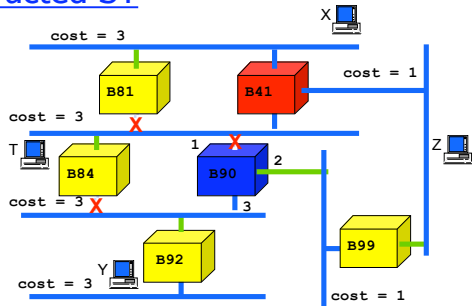 X
cost = 3
B81
B41
cost = 1
cost = 3
T
1
2
Z
B84
B90
cost = 3
3
B92
B99
Y
cost = 3
cost = 1